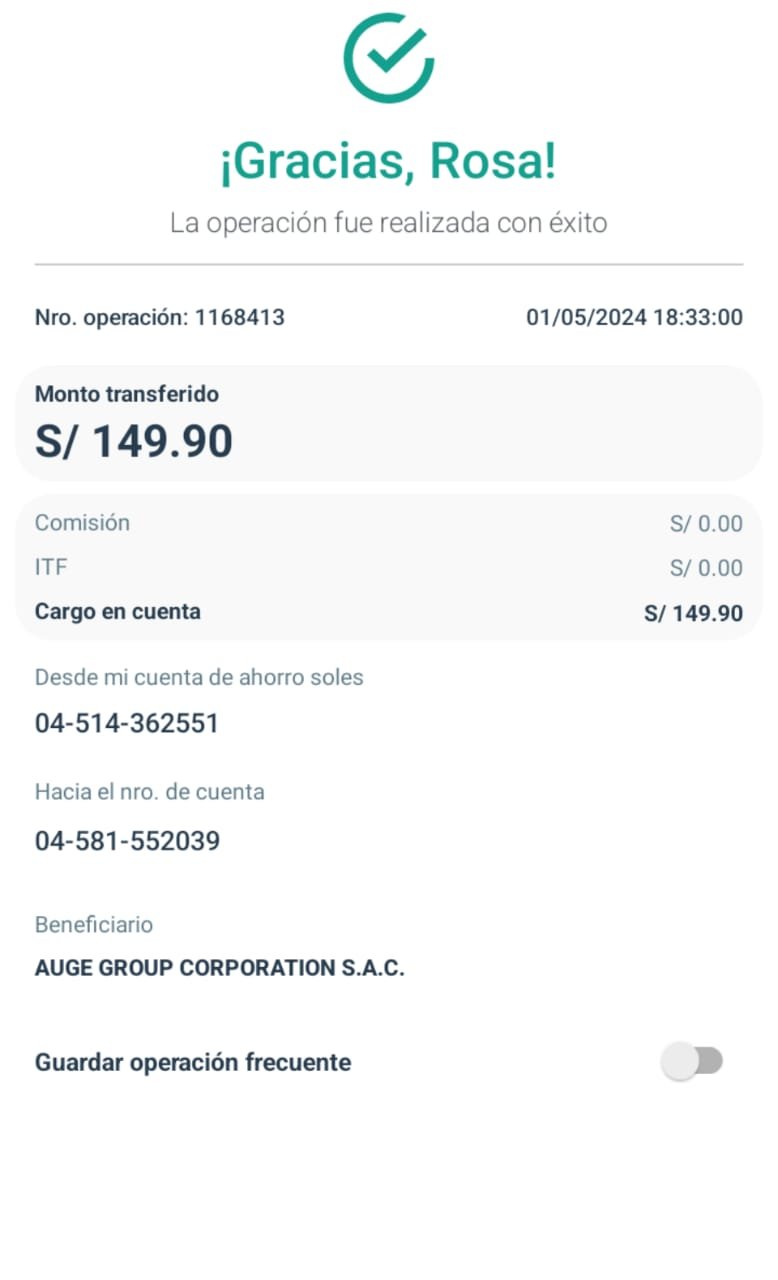 ¡Gracias, Rosa!
La operación fue realizada con éxito
Nro. operación: 1168413 01/05/2024 18:33:00
Monto transferido
S/ 149.90
Comisión S/ 0.00
ITF S/ 0.00
Cargo en cuenta S/ 149.90
Desde mi cuenta de ahorro soles
04-514-362551
Hacia el nro. de cuenta
04-581-552039
Beneficiario
AUGE GROUP CORPORATION S.A.C.
Guardar operación frecuente